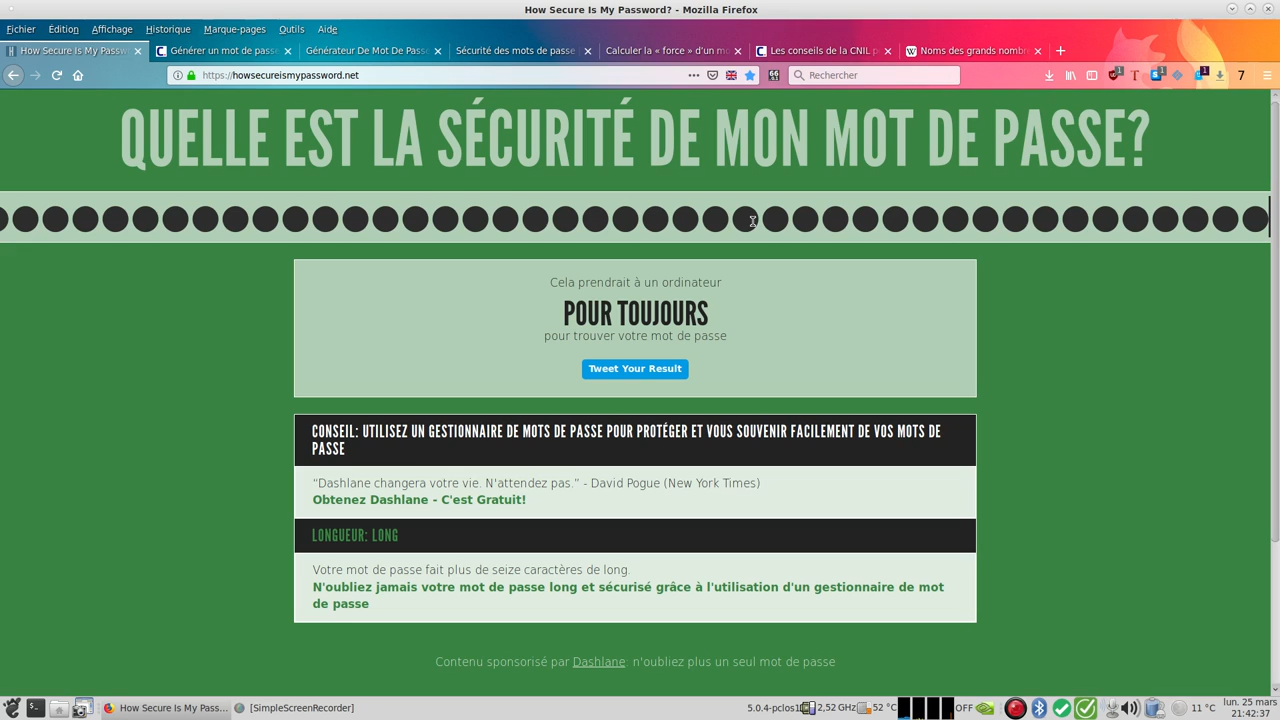 How Secure Is My Password? - Mozilla Firefox
Fichier Édition Affichage Historique Marque-pages Outils Aide
How Secure Is My Passw
Générer un mot de passe
Générateur De Mot De Passe
Sécurité des mots de passe
Calculer la « force » d'un mo
Les conseils de la CNIL p
Noms des grands nombre
https://howsecureismypassword.net
Rechercher
7
QUELLE EST LA SÉCURITÉ DE MON MOT DE PASSE?
Cela prendrait à un ordinateur
POUR TOUJOURS
pour trouver votre mot de passe
Tweet Your Result
CONSEIL: UTILISEZ UN GESTIONNAIRE DE MOTS DE PASSE POUR PROTÉGER ET VOUS SOUVENIR FACILEMENT DE VOS MOTS DE
PASSE
"Dashlane changera votre vie. N'attendez pas." - David Pogue (New York Times)
Obtenez Dashlane - C'est Gratuit!
LONGUEUR: LONG
Votre mot de passe fait plus de seize caractères de long.
N'oubliez jamais votre mot de passe long et sécurisé grâce à l'utilisation d'un gestionnaire de mot
de passe
Contenu sponsorisé par Dashlane: n'oubliez plus un seul mot de passe
How Secure Is My Pass...
[SimpleScreenRecorder]
2,52 GHz
52 °C
OFF
11 °C
lun. 25 mars
21:42:37